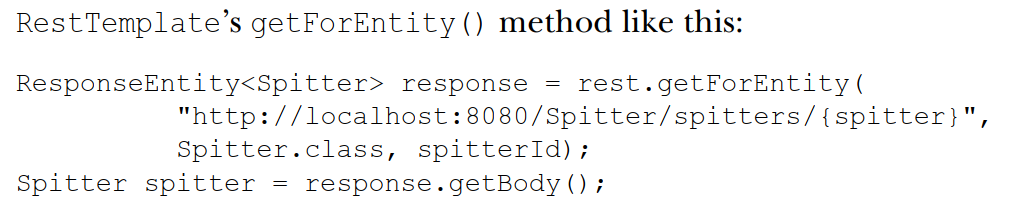 RestTemplate’s getForEntity() method like this:
ResponseEntity<Spitter> response = rest.getForEntity(
"http://localhost:8080/Spitter/spitters/{spitter}",
Spitter.class, spitterId);
Spitter spitter = response.getBody();